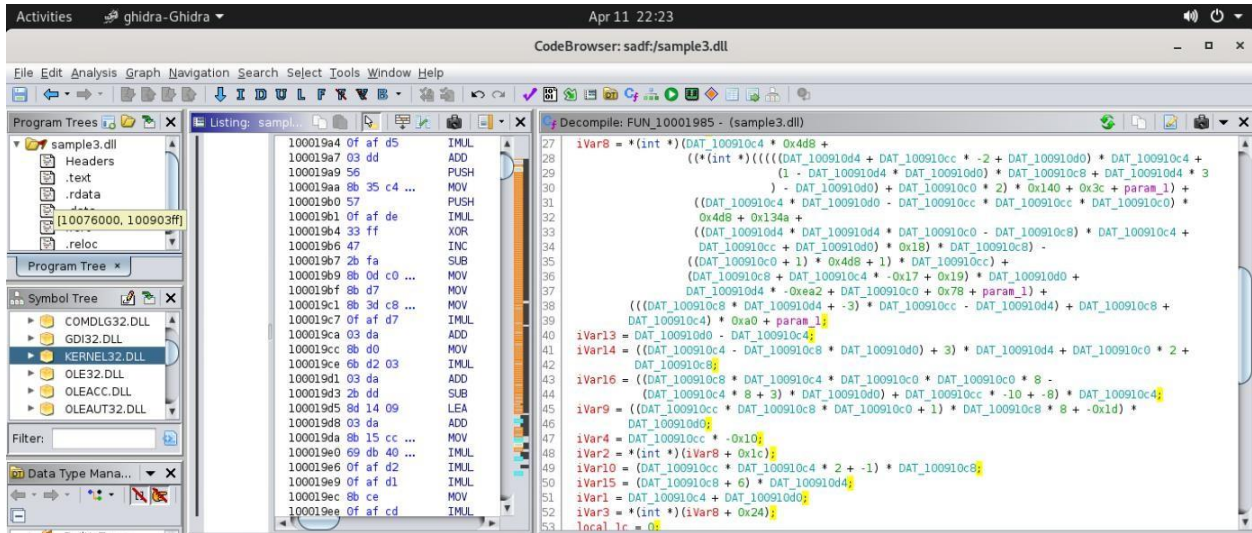 Activities ghidra-Ghidra Apr 11 22:23
CodeBrowser: sadf:/sample3.dll
File Edit Analysis Graph Navigation Search Select Tools Window Help
I D U L F V B
Program Trees
sample3.dll
Headers
.text
.rdata
[10076000, 100903ff]
.reloc
Program Tree
Symbol Tree
COMDLG32.DLL
GDI32.DLL
KERNEL32.DLL
OLE32.DLL
OLEACC.DLL
OLEAUT32.DLL
Filter:
Data Type Mana...
Listing: sampl...
100019a4 0f af d5 IMUL
100019a7 03 dd ADD
100019a9 56 PUSH
100019aa 8b 35 c4 ... MOV
100019b0 57 PUSH
100019b1 0f af de IMUL
100019b4 33 ff XOR
100019b6 47 INC
100019b7 2b fa SUB
100019b9 8b 0d c0 ... MOV
100019bf 8b d7 MOV
100019c1 8b 3d c8 ... MOV
100019c7 0f af d7 IMUL
100019ca 03 da ADD
100019cc 8b d0 MOV
100019ce 6b d2 03 IMUL
100019d1 03 da ADD
100019d3 2b dd SUB
100019d5 8d 14 09 LEA
100019d8 03 da ADD
100019da 8b 15 cc ... MOV
100019e0 69 db 40 ... IMUL
100019e6 0f af d2 IMUL
100019e9 0f af d1 IMUL
100019ec 8b ce MOV
100019ee 0f af cd IMUL
Decompile: FUN_10001985 - (sample3.dll)
27 iVar8 = *(int *)(DAT_100910c4 * 0x4d8 +
28 ((*(int *)(((((DAT_100910d4 + DAT_100910cc * -2 + DAT_100910d0) * DAT_100910c4 +
29 (1 - DAT_100910d4 * DAT_100910d0) * DAT_100910c8 + DAT_100910d4 * 3
30 ) - DAT_100910d0) + DAT_100910c0 * 2) * 0x140 + 0x3c + param_1) +
31 ((DAT_100910c4 * DAT_100910d0 - DAT_100910cc * DAT_100910cc * DAT_100910c0) *
32 0x4d8 + 0x134a +
33 ((DAT_100910d4 * DAT_100910d4 * DAT_100910c0 - DAT_100910c8) * DAT_100910c4 +
34 DAT_100910cc + DAT_100910d0) * 0x18) * DAT_100910c8) -
35 ((DAT_100910c0 + 1) * 0x4d8 + 1) * DAT_100910cc) +
36 (DAT_100910c8 + DAT_100910c4 * -0x17 + 0x19) * DAT_100910d0 +
37 DAT_100910d4 * -0xea2 + DAT_100910c0 + 0x78 + param_1) +
38 (((DAT_100910c8 * DAT_100910d4 + -3) * DAT_100910cc - DAT_100910d4) + DAT_100910c8 +
39 DAT_100910c4) * 0xa0 + param_1;
40 iVar13 = DAT_100910d0 - DAT_100910c4;
41 iVar14 = ((DAT_100910c4 - DAT_100910c8 * DAT_100910d0) + 3) * DAT_100910d4 + DAT_100910c0 * 2 +
42 DAT_100910c8;
43 iVar16 = ((DAT_100910c8 * DAT_100910c4 * DAT_100910c0 * DAT_100910c0 * 8 -
44 (DAT_100910c4 * 8 + 3) * DAT_100910d0) + DAT_100910cc * -10 + -8) * DAT_100910c4;
45 iVar9 = ((DAT_100910cc * DAT_100910c8 * DAT_100910c0 + 1) * DAT_100910c8 * 8 + -0x1d) *
46 DAT_100910d0;
47 iVar4 = DAT_100910cc * -0x10;
48 iVar2 = *(int *)(iVar8 + 0x1c);
49 iVar10 = (DAT_100910cc * DAT_100910c4 * 2 + -1) * DAT_100910c8;
50 iVar15 = (DAT_100910c8 + 6) * DAT_100910d4;
51 iVar1 = DAT_100910c4 + DAT_100910d0;
52 iVar3 = *(int *)(iVar8 + 0x24);
53 local_1c = 0;